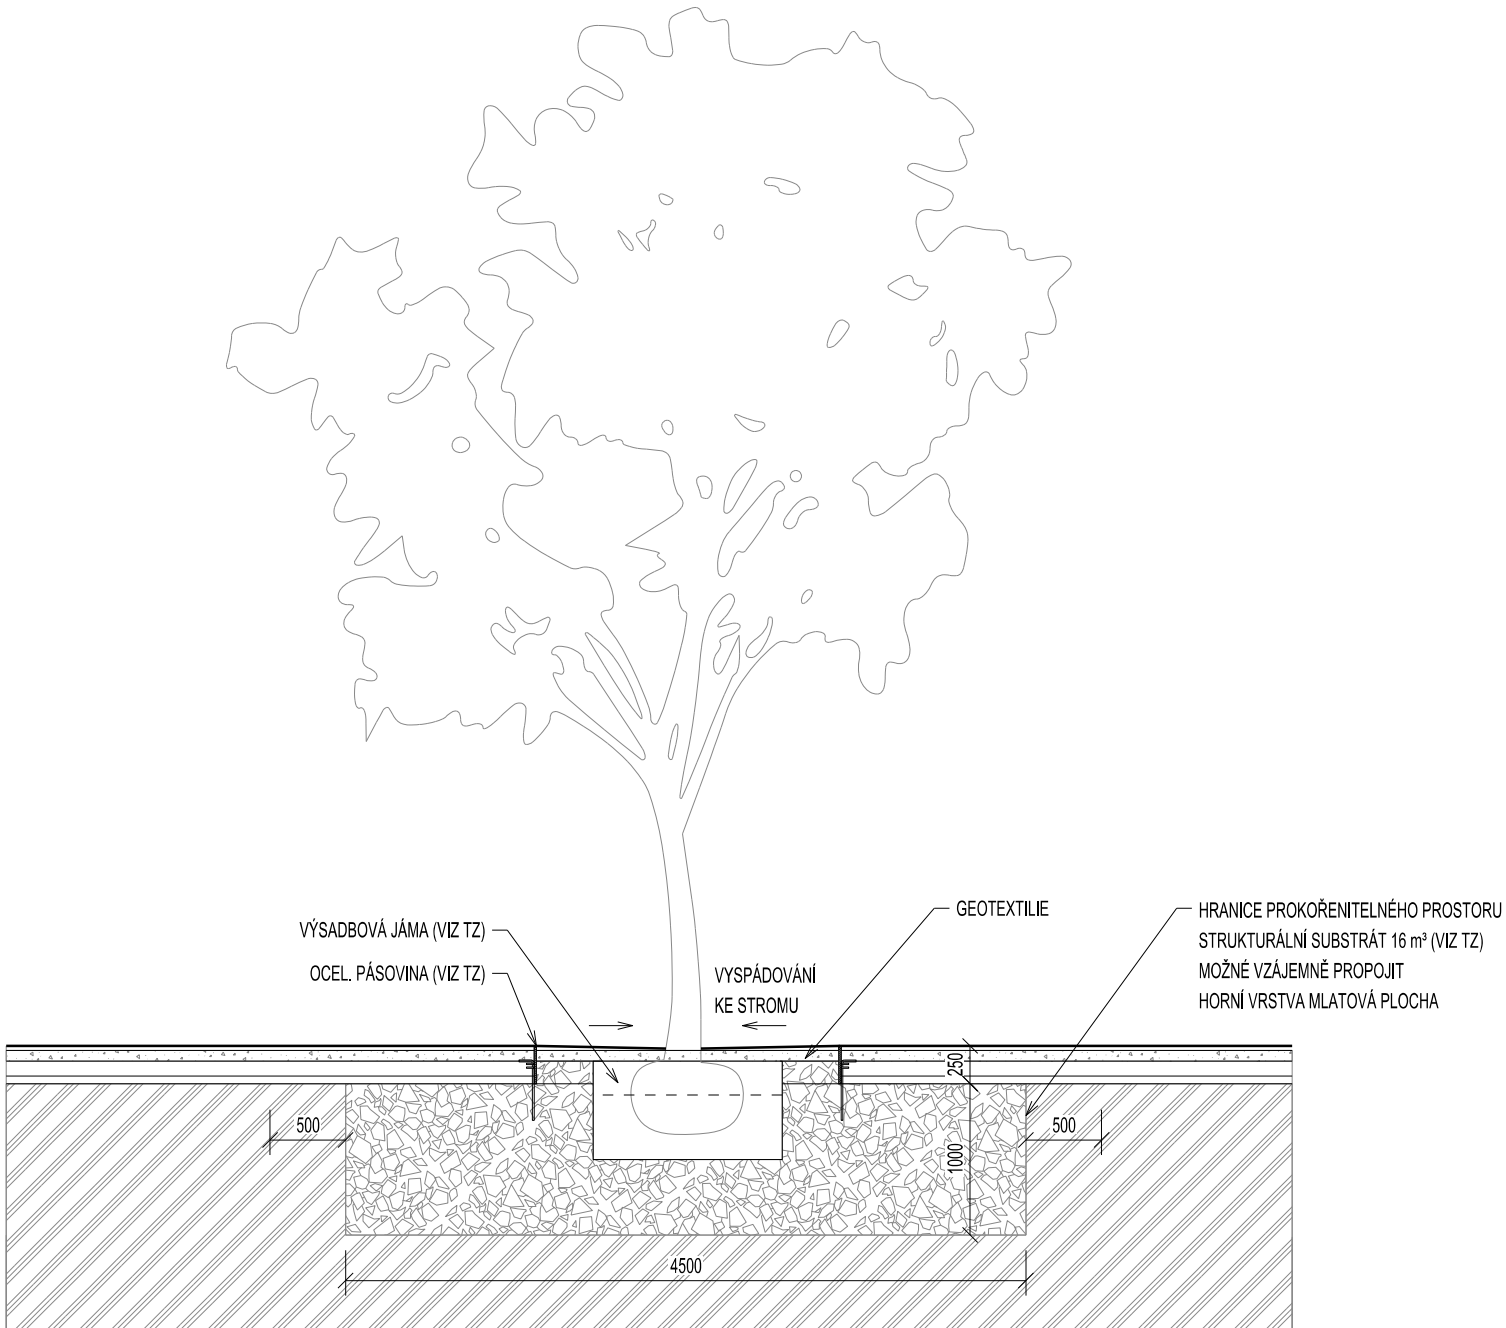 VÝSADBOVÁ JÁMA (VIZ TZ)
OCEL. PÁSOVINA (VIZ TZ)
VYSPÁDOVÁNÍ
KE STROMU
GEOTEXTILIE
HRANICE PROKOŘENITELNÉHO PROSTORU
STRUKTURÁLNÍ SUBSTRÁT 16 m³ (VIZ TZ)
MOŽNÉ VZÁJEMNĚ PROPOJIT
HORNÍ VRSTVA MLATOVÁ PLOCHA
250
500
500
1000
4500